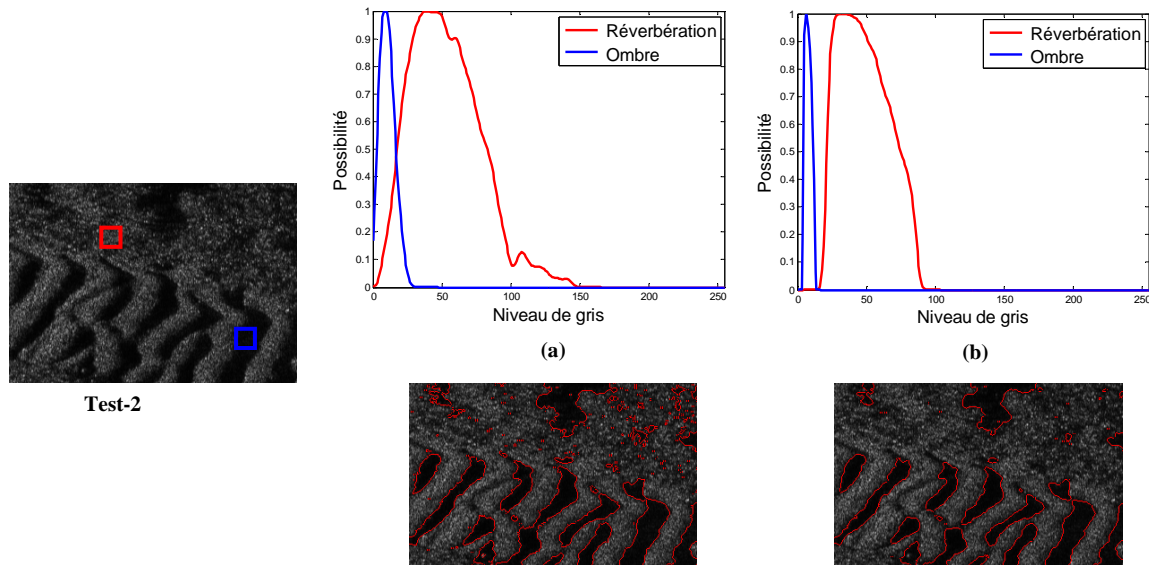 1
0.9
0.8
0.7
0.6
0.5
0.4
0.3
0.2
0.1
0
0 50 100 150 200 250
Possibilité
Niveau de gris
Réverbération
Ombre
(a)
1
0.9
0.8
0.7
0.6
0.5
0.4
0.3
0.2
0.1
0
0 50 100 150 200 250
Possibilité
Niveau de gris
Réverbération
Ombre
(b)
Test-2